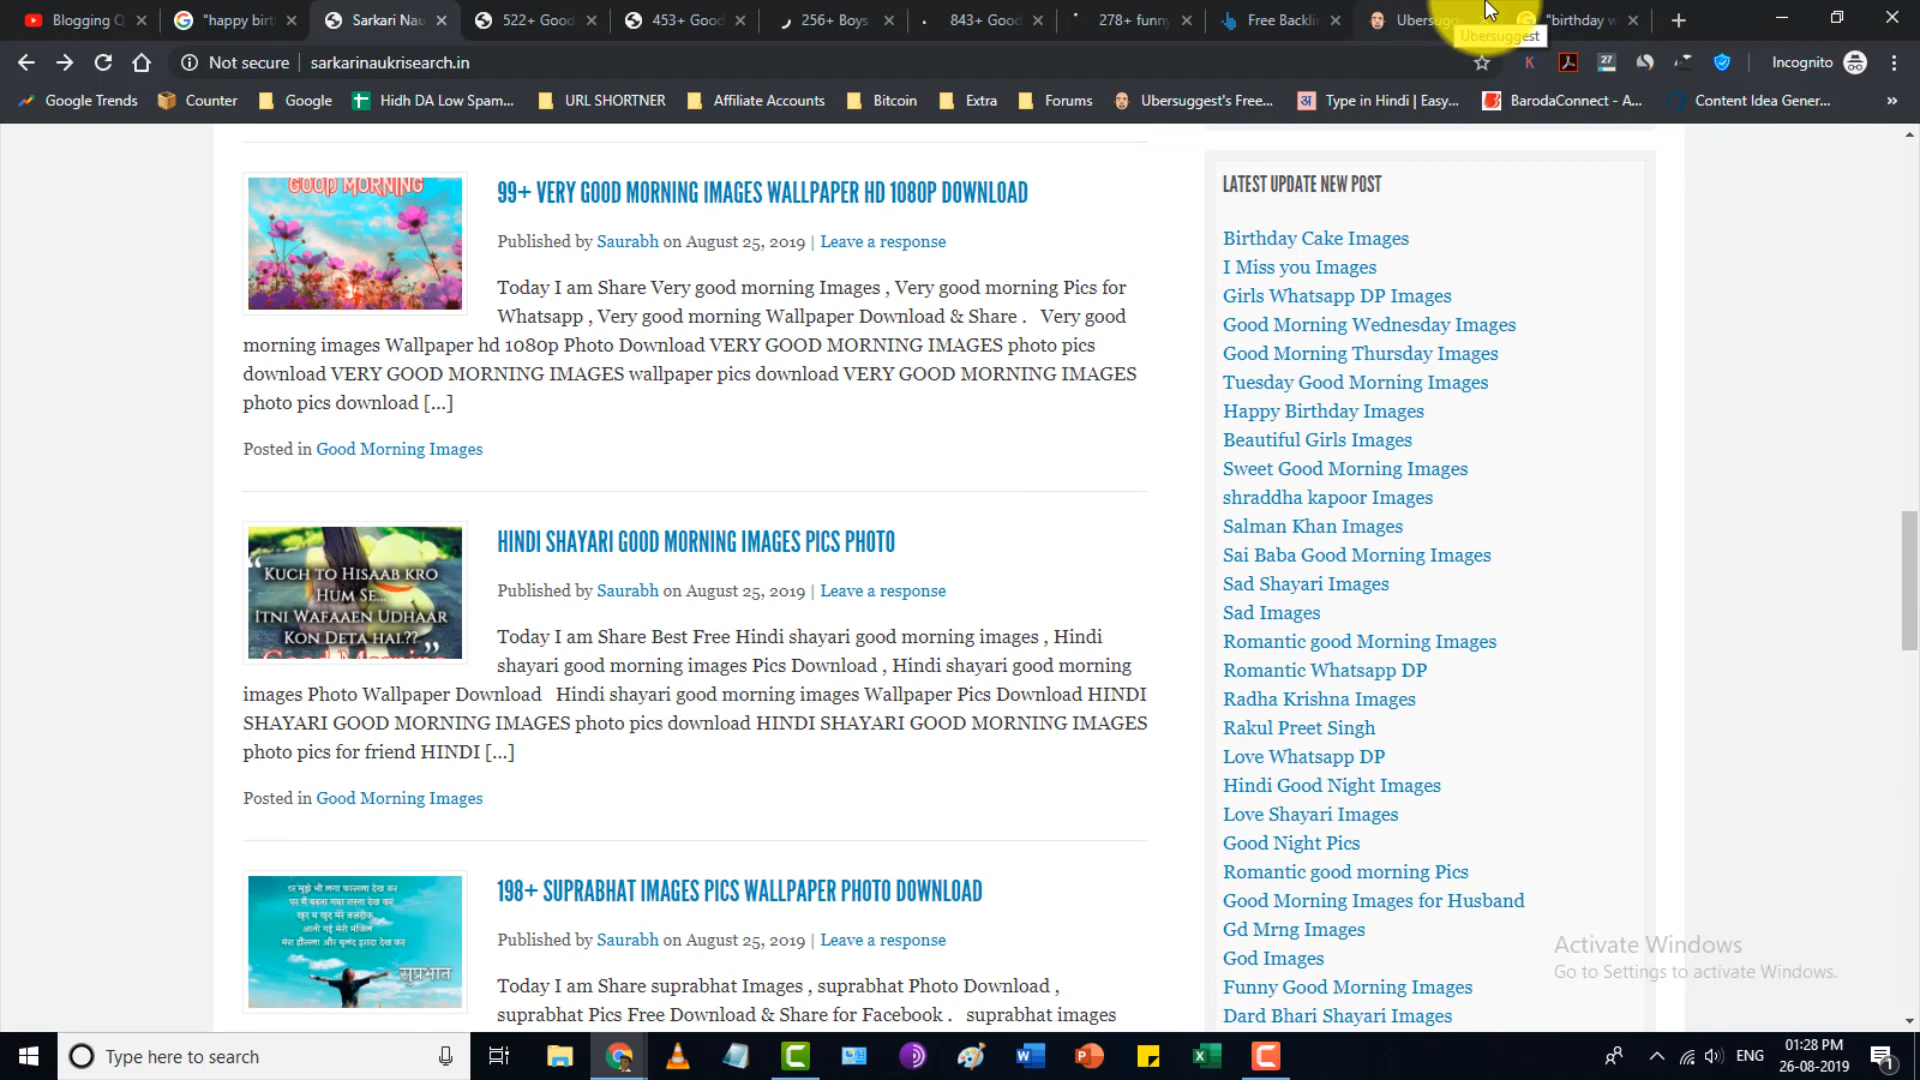 Blogging Q
"happy birt
Sarkari Nau
522+ Good
453+ Good
256+ Boys
843+ Good
278+ funny
Free Backlin
Ubersugge
"birthday w
Ubersuggest
Not secure | sarkarinaukrisearch.in
27
Incognito
Google Trends
Counter
Google
Hidh DA Low Spam...
URL SHORTNER
Affiliate Accounts
Bitcoin
Extra
Forums
Ubersuggest's Free...
अ
Type in Hindi | Easy...
BarodaConnect - A...
Content Idea Gener...
»
GOOD MORNING
99+ VERY GOOD MORNING IMAGES WALLPAPER HD 1080P DOWNLOAD
Published by Saurabh on August 25, 2019 | Leave a response
Today I am Share Very good morning Images , Very good morning Pics for
Whatsapp , Very good morning Wallpaper Download & Share . Very good
morning images Wallpaper hd 1080p Photo Download VERY GOOD MORNING IMAGES photo pics
download VERY GOOD MORNING IMAGES wallpaper pics download VERY GOOD MORNING IMAGES
photo pics download [...]
Posted in Good Morning Images
"KUCH TO HISAAB KRO
HUM SE...
ITNI WAFAAEN UDHAAR
KON DETA HAI.??"
Good Morning
HINDI SHAYARI GOOD MORNING IMAGES PICS PHOTO
Published by Saurabh on August 25, 2019 | Leave a response
Today I am Share Best Free Hindi shayari good morning images , Hindi
shayari good morning images Pics Download , Hindi shayari good morning
images Photo Wallpaper Download Hindi shayari good morning images Wallpaper Pics Download HINDI
SHAYARI GOOD MORNING IMAGES photo pics download HINDI SHAYARI GOOD MORNING IMAGES
photo pics for friend HINDI [...]
Posted in Good Morning Images
सुप्रभात
198+ SUPRABHAT IMAGES PICS WALLPAPER PHOTO DOWNLOAD
Published by Saurabh on August 25, 2019 | Leave a response
Today I am Share suprabhat Images , suprabhat Photo Download ,
suprabhat Pics Free Download & Share for Facebook . suprabhat images
LATEST UPDATE NEW POST
Birthday Cake Images
I Miss you Images
Girls Whatsapp DP Images
Good Morning Wednesday Images
Good Morning Thursday Images
Tuesday Good Morning Images
Happy Birthday Images
Beautiful Girls Images
Sweet Good Morning Images
shraddha kapoor Images
Salman Khan Images
Sai Baba Good Morning Images
Sad Shayari Images
Sad Images
Romantic good Morning Images
Romantic Whatsapp DP
Radha Krishna Images
Rakul Preet Singh
Love Whatsapp DP
Hindi Good Night Images
Love Shayari Images
Good Night Pics
Romantic good morning Pics
Good Morning Images for Husband
Gd Mrng Images
God Images
Funny Good Morning Images
Dard Bhari Shayari Images
Activate Windows
Go to Settings to activate Windows.
Type here to search
ENG
01:28 PM
26-08-2019
1